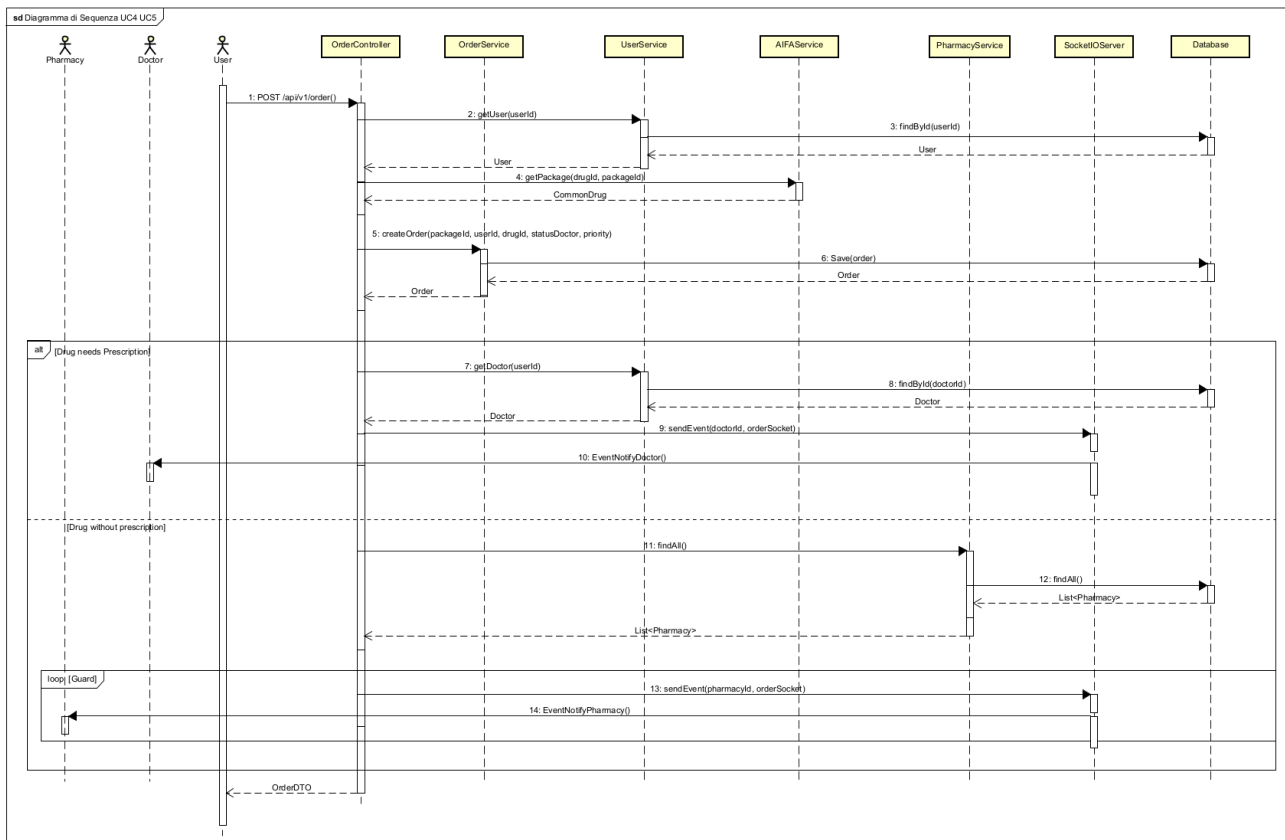 sd Diagramma di Sequenza UC4 UC5
Pharmacy
Doctor
User
OrderController
OrderService
UserService
AIFAService
PharmacyService
SocketIOServer
Database
1: POST /api/v1/order()
2: getUser(userId)
3: findById(userId)
User
User
4: getPackage(drugId, packageId)
CommonDrug
5: createOrder(packageId, userId, drugId, statusDoctor, priority)
6: Save(order)
Order
Order
alt
[Drug needs Prescription]
7: getDoctor(userId)
8: findById(doctorId)
Doctor
Doctor
9: sendEvent(doctorId, orderSocket)
10: EventNotifyDoctor()
[Drug without prescription]
11: findAll()
12: findAll()
List<Pharmacy>
List<Pharmacy>
loop [Guard]
13: sendEvent(pharmacyId, orderSocket)
14: EventNotifyPharmacy()
OrderDTO